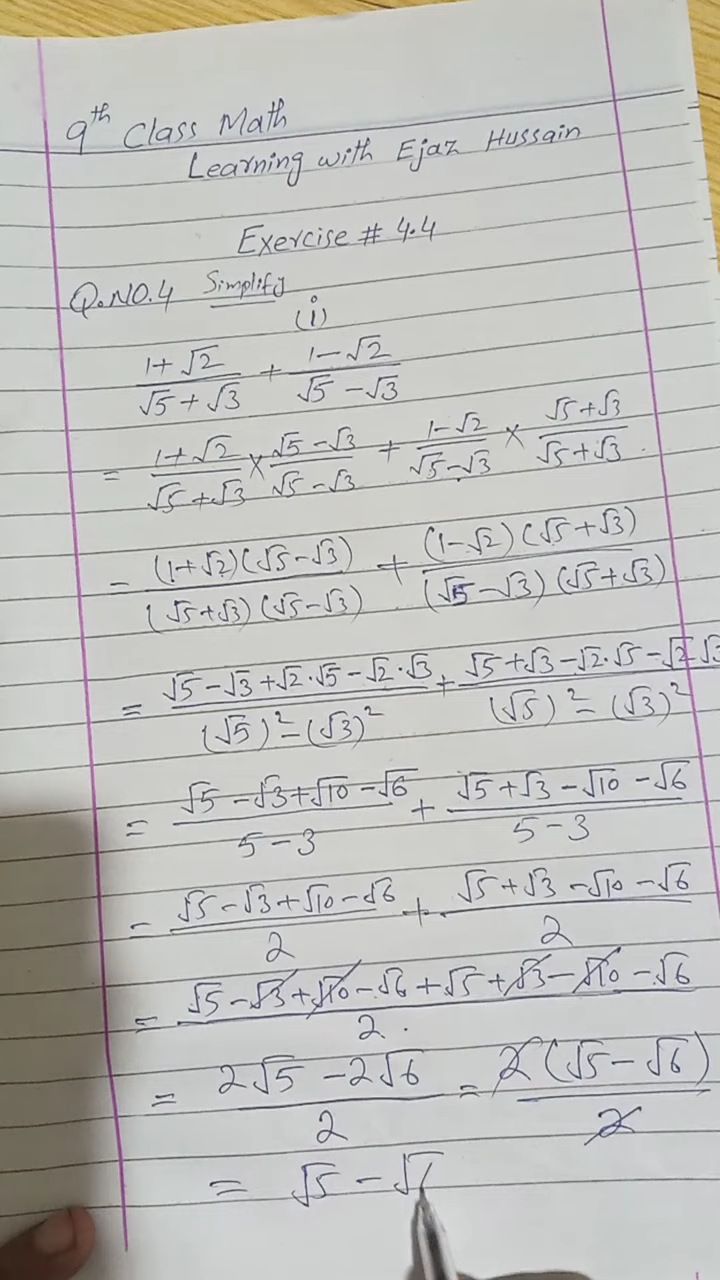 9th Class Math
Learning with Ejaz Hussain
Exercise # 4.4
Q.NO.4 Simplify
(i)
(1+√2)/(√5+√3) + (1-√2)/(√5-√3)
= (1+√2)/(√5+√3) × (√5-√3)/(√5-√3) + (1-√2)/(√5-√3) × (√5+√3)/(√5+√3)
= (1+√2)(√5-√3)/(√5+√3)(√5-√3) + (1-√2)(√5+√3)/(√5-√3)(√5+√3)
= (√5-√3+√2·√5-√2·√3)/((√5)²-(√3)²) + (√5+√3-√2·√5-√2·√3)/((√5)²-(√3)²)
= (√5-√3+√10-√6)/(5-3) + (√5+√3-√10-√6)/(5-3)
= (√5-√3+√10-√6)/2 + (√5+√3-√10-√6)/2
= (√5-√3+√10-√6+√5+√3-√10-√6)/2.
= (2√5-2√6)/2 = 2(√5-√6)/2
= √5-√